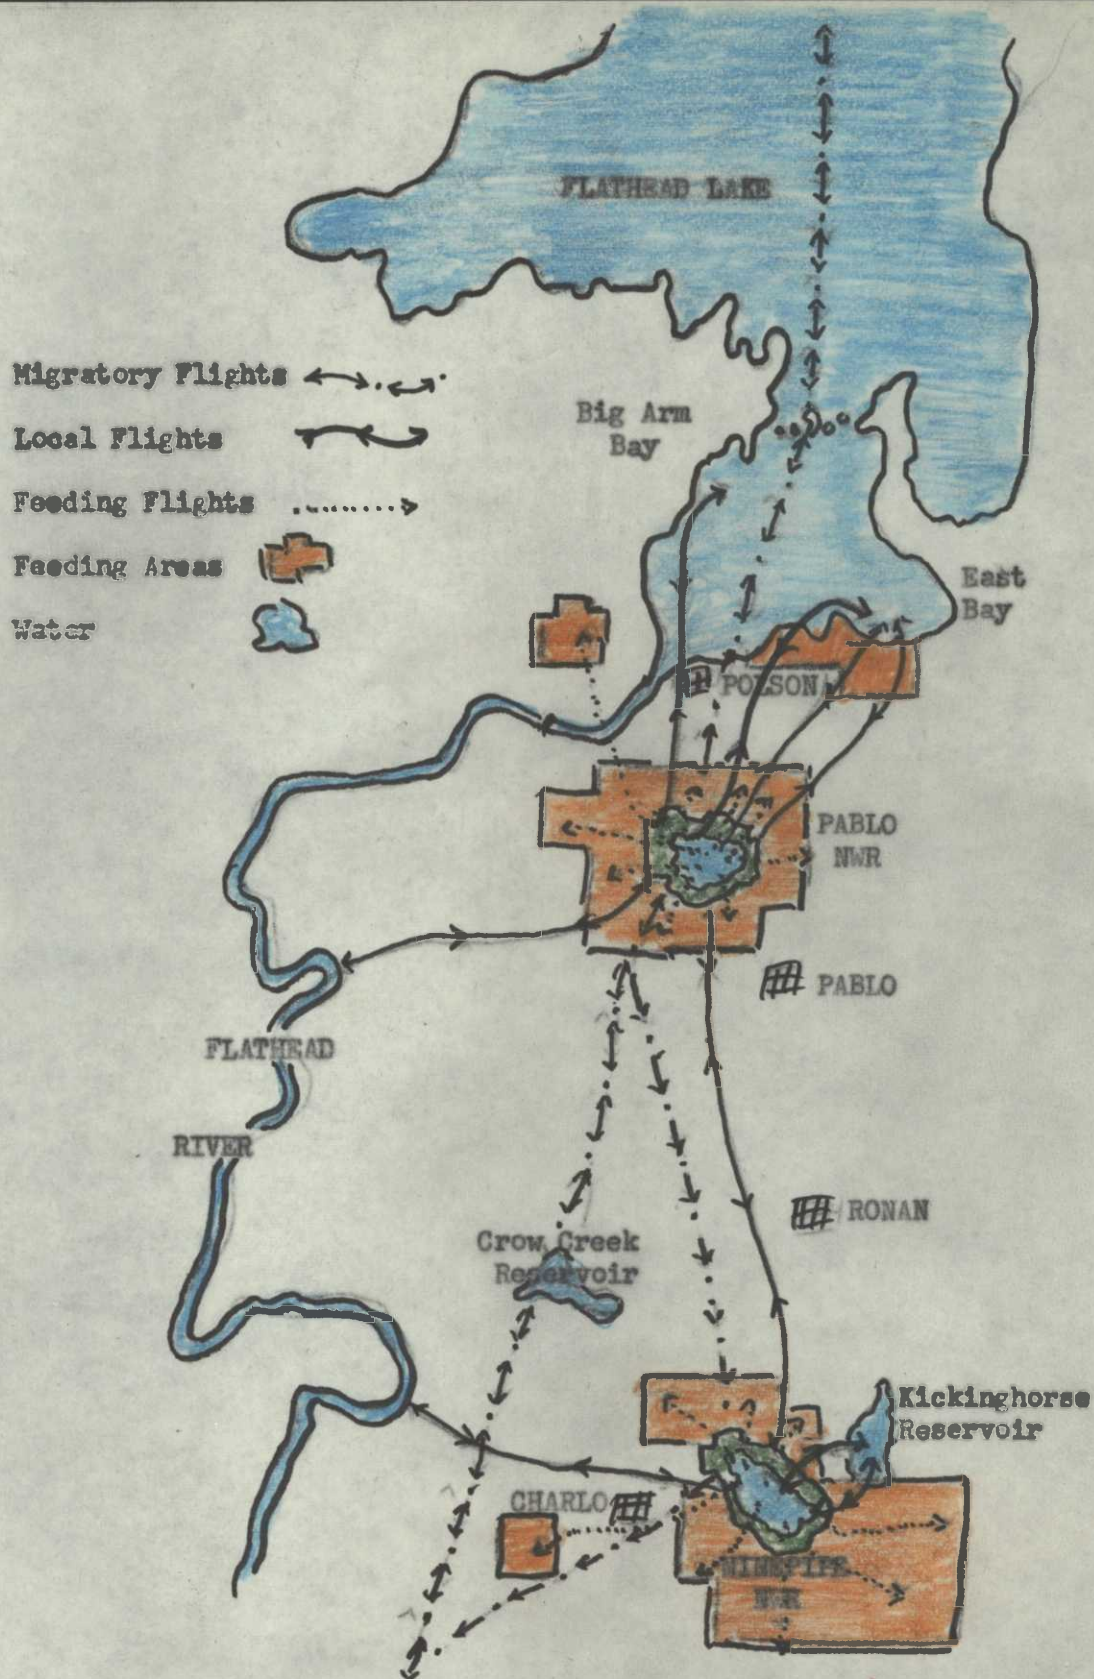 FLATHEAD LAKE
Migratory Flights
Local Flights
Feeding Flights
Feeding Areas
Water
Big Arm
Bay
East
Bay
POLSON
PABLO
NWR
PABLO
FLATHEAD
RIVER
RONAN
Crow Creek
Reservoir
Kickinghorse
Reservoir
CHARLO
NINEPIPE
NWR